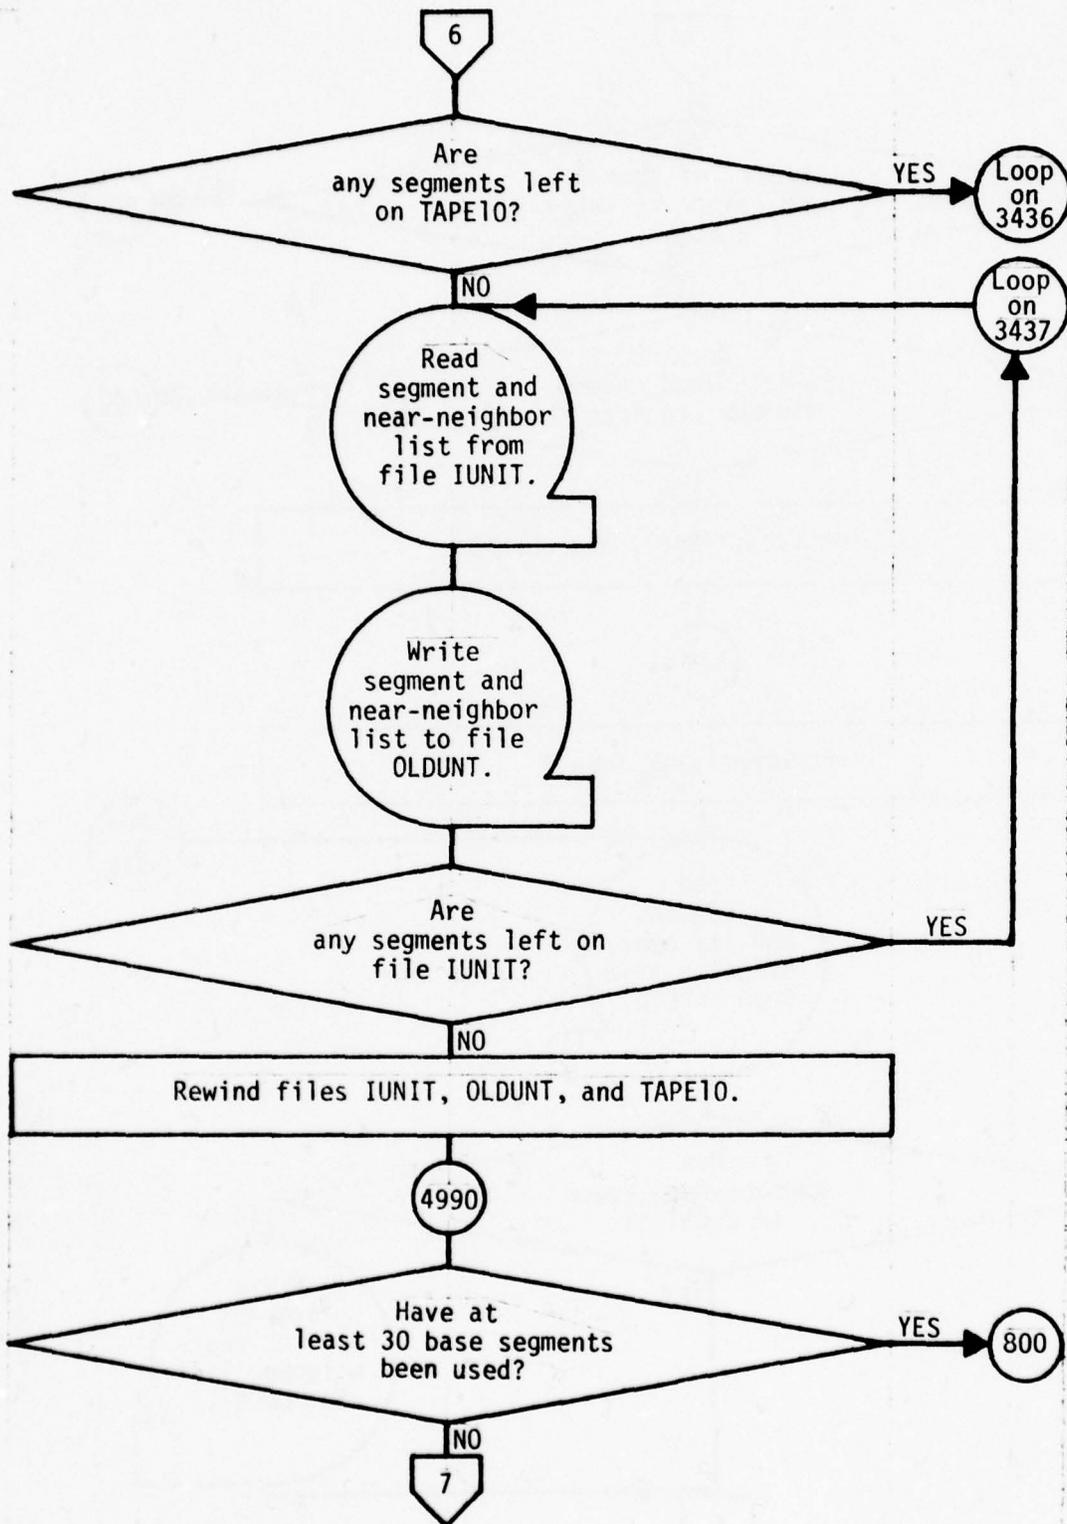 6
Are
any segments left
on TAPE10?
YES
Loop
on
3436
NO
Loop
on
3437
Read
segment and
near-neighbor
list from
file IUNIT.
Write
segment and
near-neighbor
list to file
OLDUNT.
Are
any segments left on
file IUNIT?
YES
NO
Rewind files IUNIT, OLDUNT, and TAPE10.
4990
Have at
least 30 base segments
been used?
YES
800
NO
7